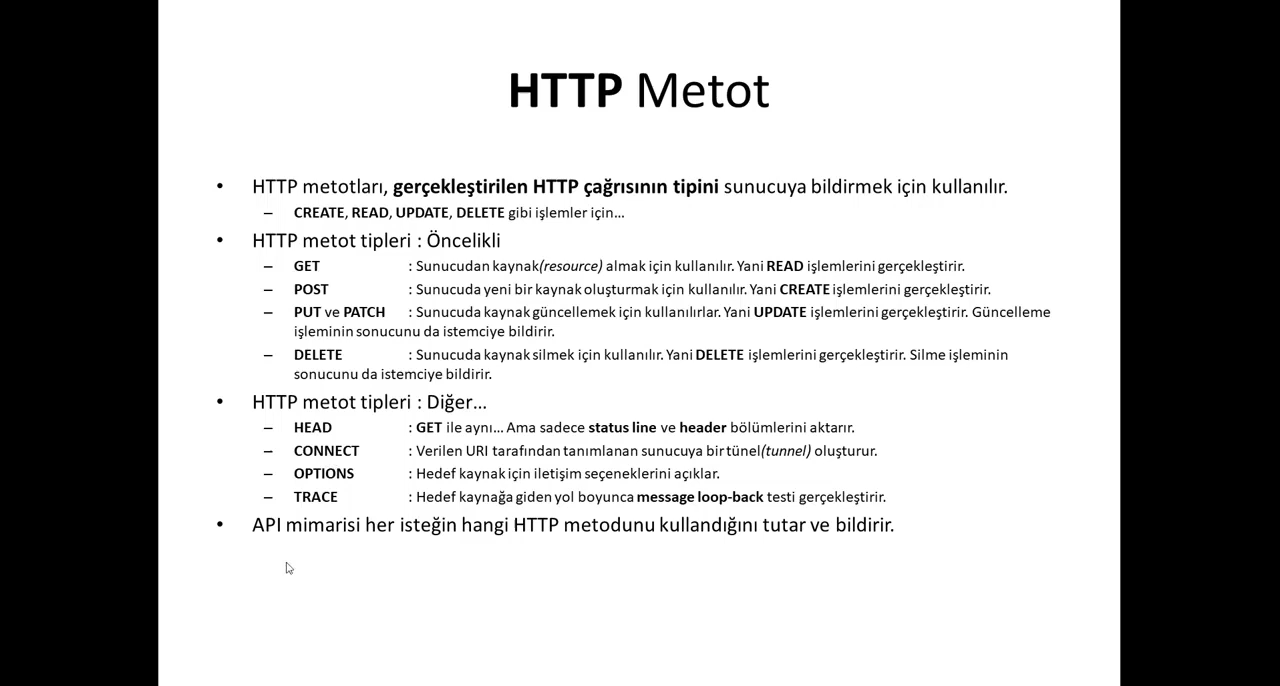 HTTP Metot
• HTTP metotları, gerçekleştirilen HTTP çağrısının tipini sunucuya bildirmek için kullanılır.
– CREATE, READ, UPDATE, DELETE gibi işlemler için...
• HTTP metot tipleri : Öncelikli
– GET : Sunucudan kaynak(resource) almak için kullanılır. Yani READ işlemlerini gerçekleştirir.
– POST : Sunucuda yeni bir kaynak oluşturmak için kullanılır. Yani CREATE işlemlerini gerçekleştirir.
– PUT ve PATCH : Sunucuda kaynak güncellemek için kullanılırlar. Yani UPDATE işlemlerini gerçekleştirir. Güncelleme
işleminin sonucunu da istemciye bildirir.
– DELETE : Sunucuda kaynak silmek için kullanılır. Yani DELETE işlemlerini gerçekleştirir. Silme işleminin
sonucunu da istemciye bildirir.
• HTTP metot tipleri : Diğer...
– HEAD : GET ile aynı... Ama sadece status line ve header bölümlerini aktarır.
– CONNECT : Verilen URI tarafından tanımlanan sunucuya bir tünel(tunnel) oluşturur.
– OPTIONS : Hedef kaynak için iletişim seçeneklerini açıklar.
– TRACE : Hedef kaynağa giden yol boyunca message loop-back testi gerçekleştirir.
• API mimarisi her isteğin hangi HTTP metodunu kullandığını tutar ve bildirir.